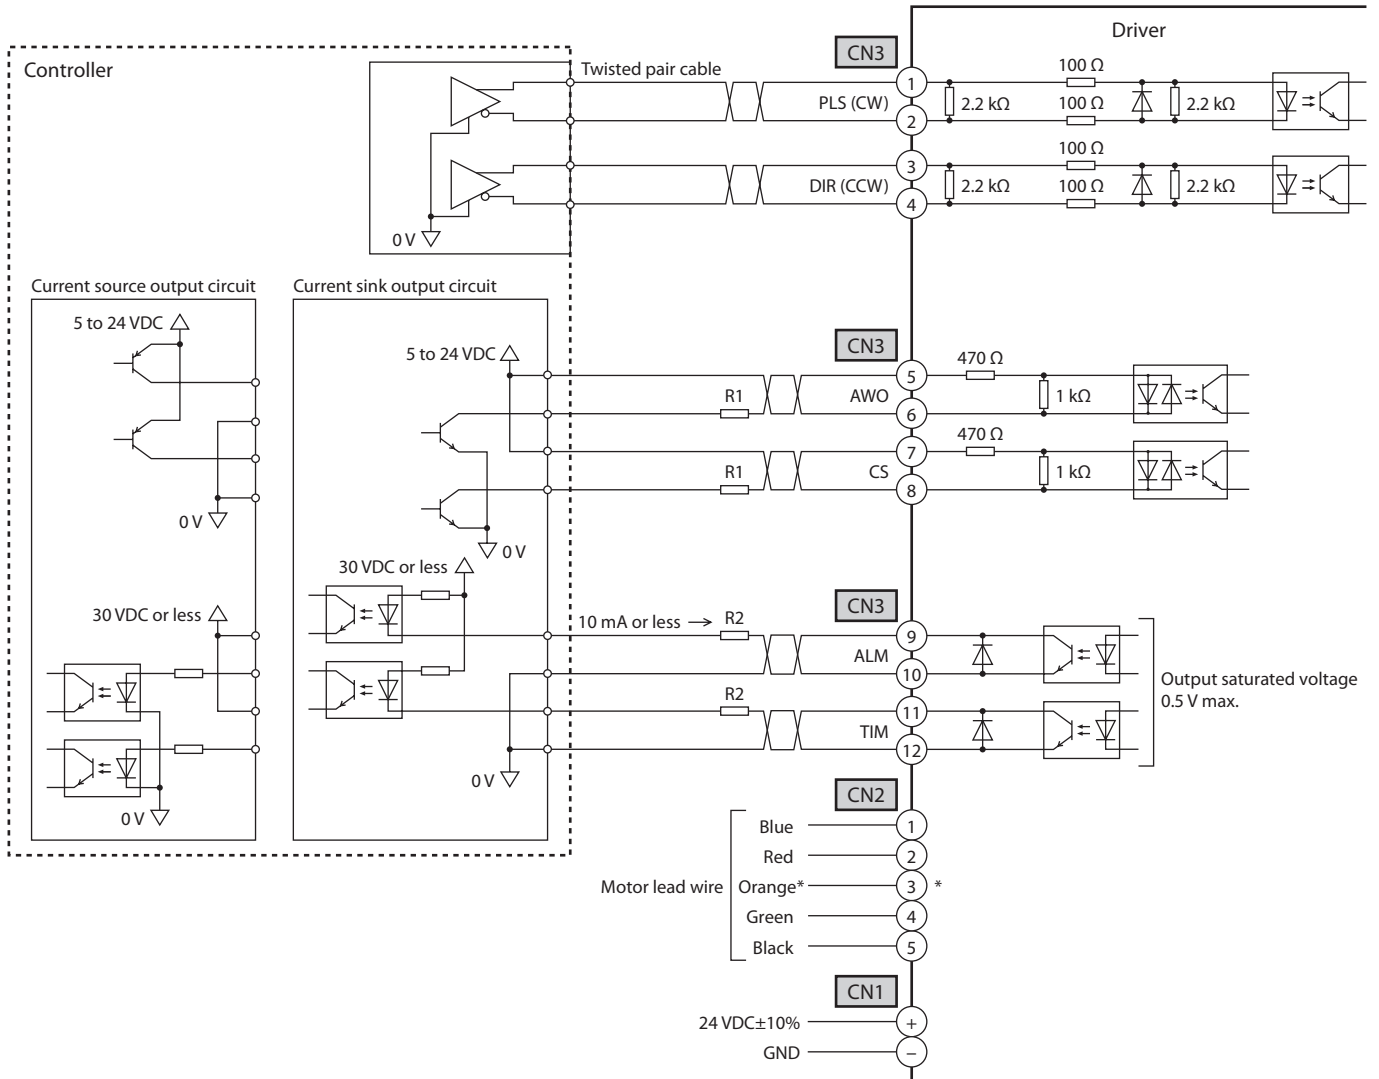 Driver
Controller
CN3
Twisted pair cable
100 Ω
1
PLS (CW)
2.2 kΩ
100 Ω
2.2 kΩ
2
100 Ω
3
DIR (CCW)
2.2 kΩ
100 Ω
2.2 kΩ
4
0 V
Current source output circuit
Current sink output circuit
5 to 24 VDC
5 to 24 VDC
CN3
470 Ω
5
R1
AWO
1 kΩ
6
470 Ω
7
R1
CS
1 kΩ
8
0 V
0 V
30 VDC or less
30 VDC or less
CN3
10 mA or less
R2
9
ALM
10
Output saturated voltage
0.5 V max.
R2
11
TIM
12
0 V
0 V
CN2
Blue
1
Red
2
Motor lead wire
Orange*
3
*
Green
4
Black
5
CN1
24 VDC±10%
+
GND
−